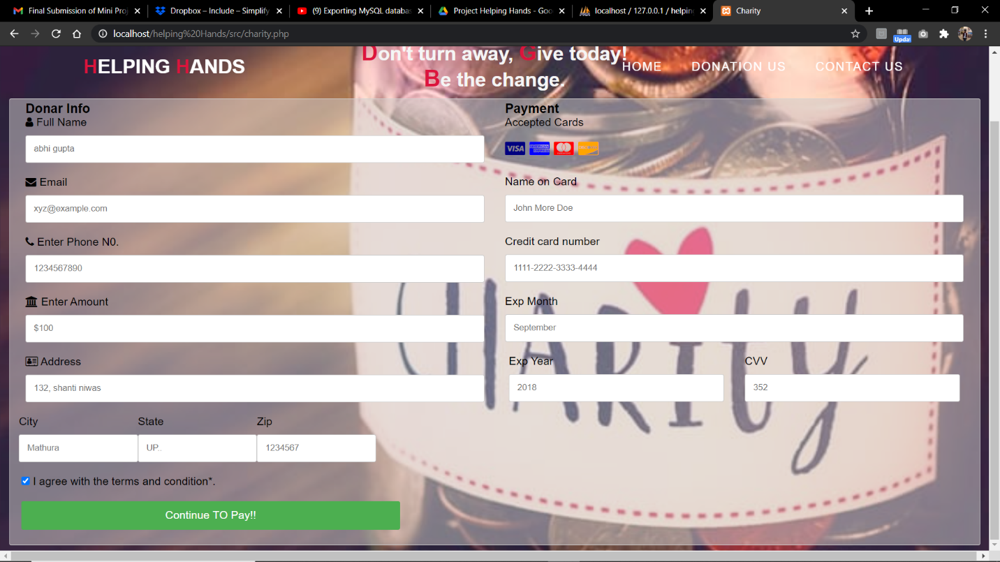 Final Submission of Mini Proj
Dropbox – Include – Simplify
(9) Exporting MySQL databas
Project Helping Hands - Goo
localhost / 127.0.0.1 / helpin
Charity
localhost/helping%20Hands/src/charity.php
Upda
HELPING HANDS
Don't turn away, Give today!
Be the change.
HOME DONATION US CONTACT US
Donar Info
Full Name
abhi gupta
Email
xyz@example.com
Enter Phone N0.
1234567890
Enter Amount
$100
Address
132, shanti niwas
City State Zip
Mathura UP.. 1234567
I agree with the terms and condition*.
Continue TO Pay!!
Payment
Accepted Cards
VISA
Name on Card
John More Doe
Credit card number
1111-2222-3333-4444
Exp Month
September
Exp Year CVV
2018 352
CHARITY